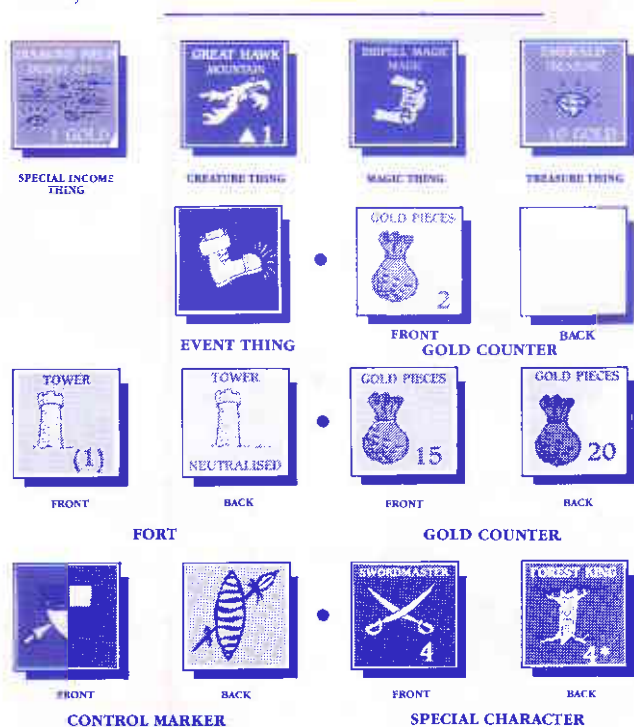 DIAMOND FIELD
DESERT CELL
1 GOLD
GREAT HAWK
MOUNTAIN
▲1
DISPELL MAGIC
MAGIC
EMERALD
TREASURE
10 GOLD
SPECIAL INCOME
THING
CREATURE THING
MAGIC THING
TREASURE THING
GOLD PIECES
2
EVENT THING
FRONT
BACK
GOLD COUNTER
TOWER
(1)
TOWER
NEUTRALISED
GOLD PIECES
15
GOLD PIECES
20
FRONT
BACK
FRONT
BACK
FORT
GOLD COUNTER
SWORDMASTER
4
FOREST KING
4*
FRONT
BACK
FRONT
BACK
CONTROL MARKER
SPECIAL CHARACTER